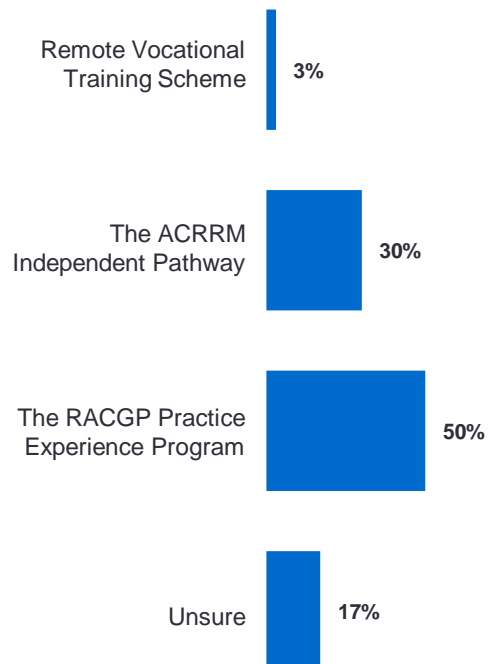 Remote Vocational
Training Scheme
3%
The ACRRM
Independent Pathway
30%
The RACGP Practice
Experience Program
50%
Unsure
17%